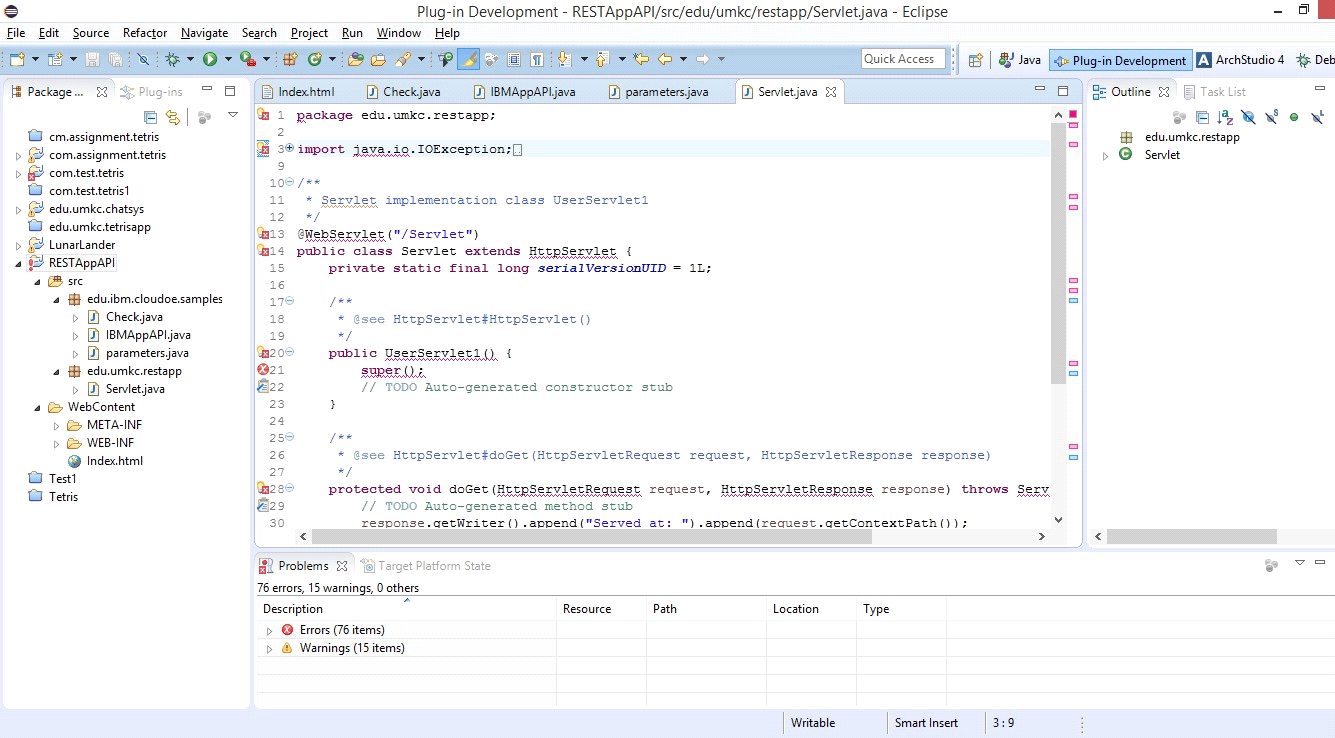 Plug-in Development - RESTAppAPI/src/edu/umkc/restapp/Servlet.java - Eclipse
File Edit Source Refactor Navigate Search Project Run Window Help
Quick Access Java Plug-in Development ArchStudio 4 Deb
Package ... Plug-ins
cm.assignment.tetris
com.assignment.tetris
com.test.tetris
com.test.tetris1
edu.umkc.chatsys
edu.umkc.tetrisapp
LunarLander
RESTAppAPI
src
edu.ibm.cloudoe.samples
Check.java
IBMAppAPI.java
parameters.java
edu.umkc.restapp
Servlet.java
WebContent
META-INF
WEB-INF
Index.html
Test1
Tetris
Index.html Check.java IBMAppAPI.java parameters.java Servlet.java
1 package edu.umkc.restapp;
2
3 import java.io.IOException;
9
10 /**
11 * Servlet implementation class UserServlet1
12 */
13 @WebServlet("/Servlet")
14 public class Servlet extends HttpServlet {
15 private static final long serialVersionUID = 1L;
16
17 /**
18 * @see HttpServlet#HttpServlet()
19 */
20 public UserServlet1() {
21 super();
22 // TODO Auto-generated constructor stub
23 }
24
25 /**
26 * @see HttpServlet#doGet(HttpServletRequest request, HttpServletResponse response)
27 */
28 protected void doGet(HttpServletRequest request, HttpServletResponse response) throws Serv
29 // TODO Auto-generated method stub
30 response.getWriter().append("Served at: ").append(request.getContextPath());
Outline Task List
edu.umkc.restapp
Servlet
Problems Target Platform State
76 errors, 15 warnings, 0 others
Description Resource Path Location Type
Errors (76 items)
Warnings (15 items)
Writable Smart Insert 3 : 9